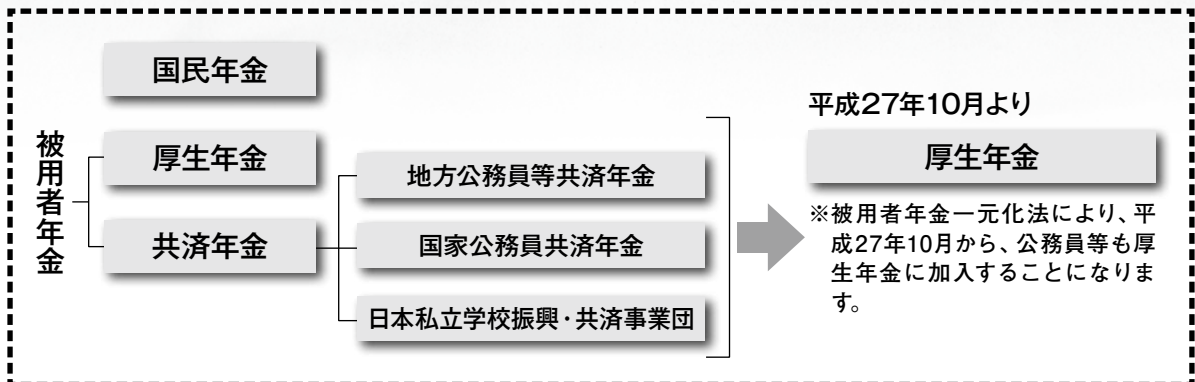 国民年金
被用者年金
厚生年金
共済年金
地方公務員等共済年金
国家公務員共済年金
日本私立学校振興・共済事業団
平成27年10月より
厚生年金
※被用者年金一元化法により、平
成27年10月から、公務員等も厚
生年金に加入することになりま
す。